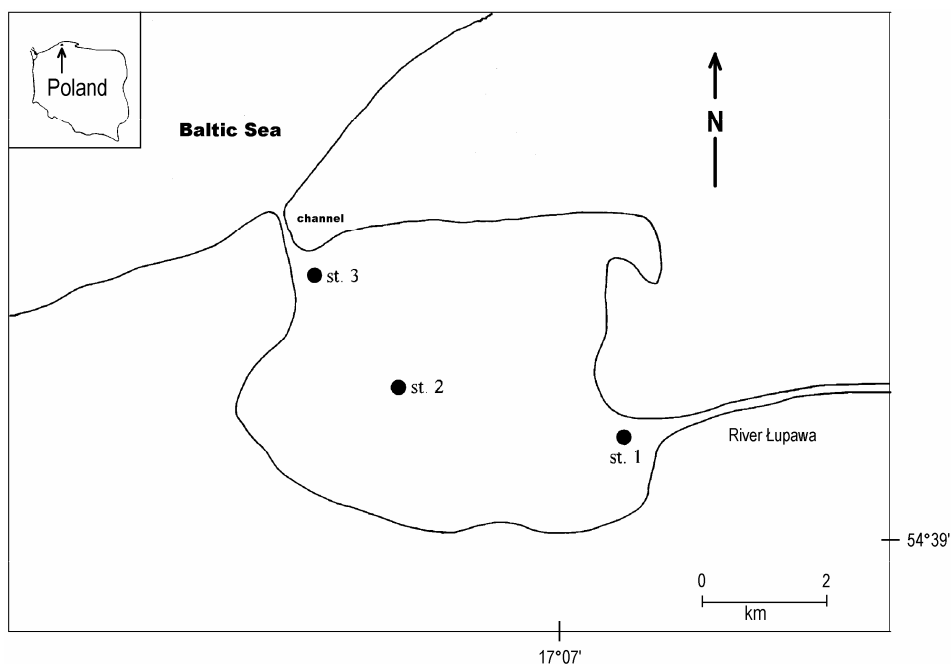 Poland
Baltic Sea
N
channel
st. 3
st. 2
River Łupawa
st. 1
54°39'
0 2
km
17°07'